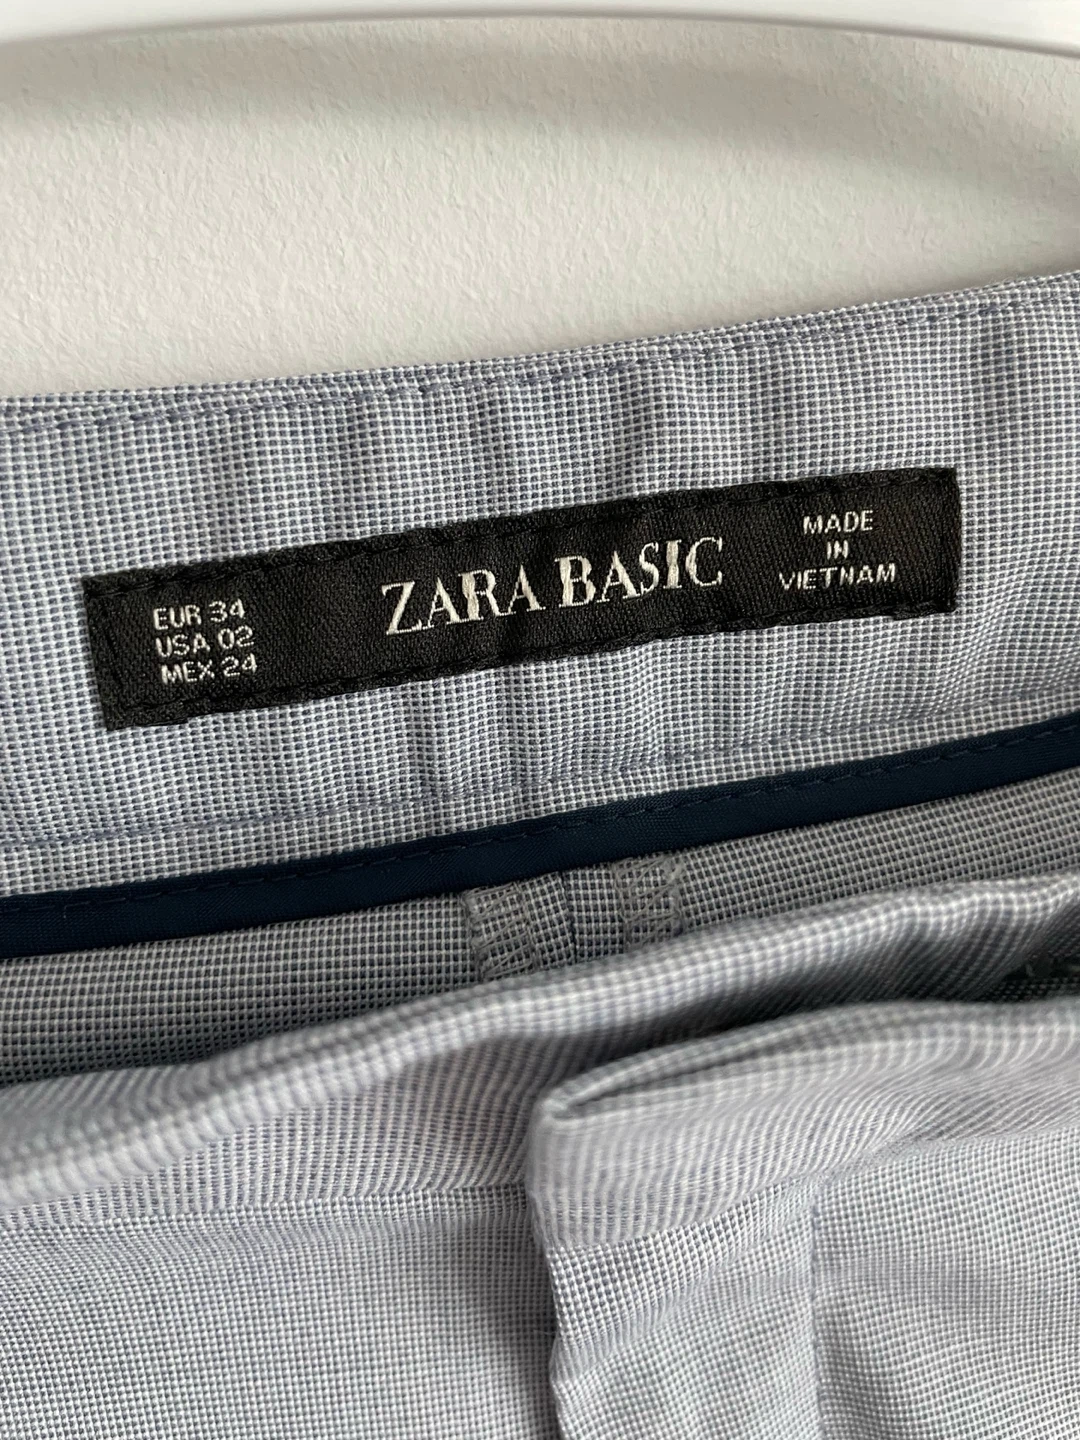 EUR 34
USA 02
MEX 24
ZARA BASIC
MADE
IN
VIETNAM